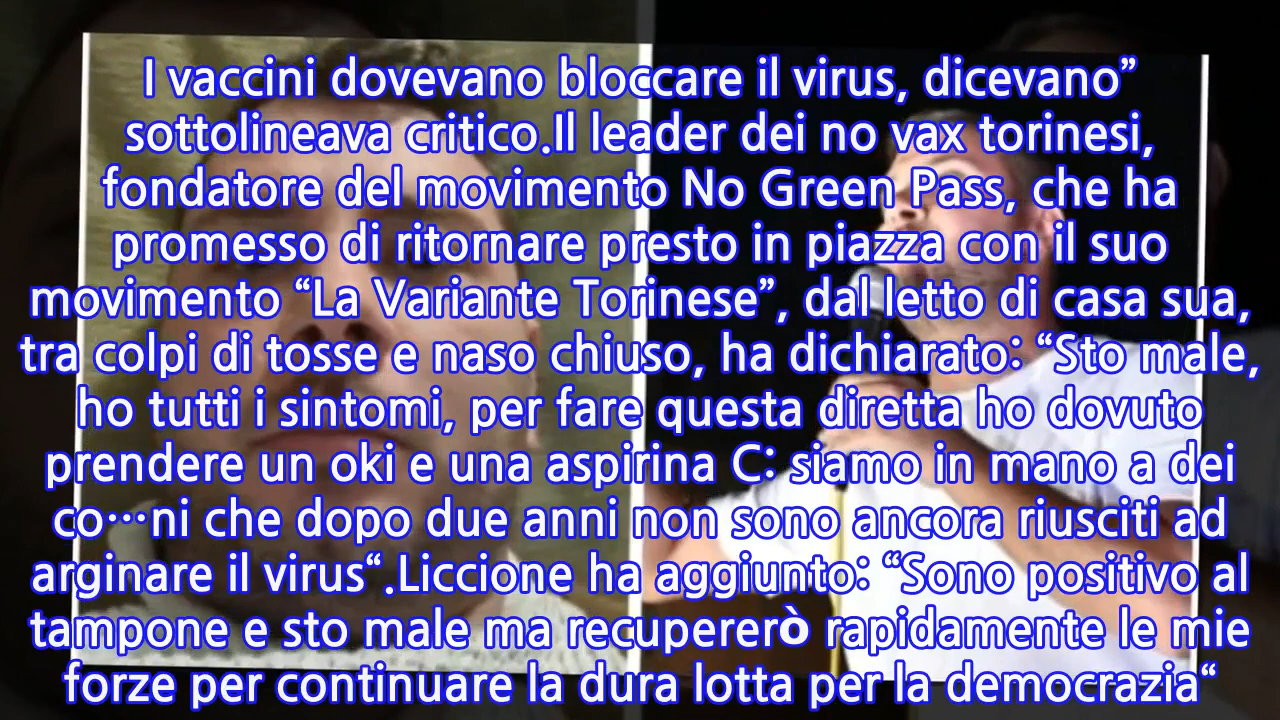 I vaccini dovevano bloccare il virus, dicevano”
sottolineava critico.Il leader dei no vax torinesi,
fondatore del movimento No Green Pass, che ha
promesso di ritornare presto in piazza con il suo
movimento “La Variante Torinese”, dal letto di casa sua,
tra colpi di tosse e naso chiuso, ha dichiarato: “Sto male,
ho tutti i sintomi, per fare questa diretta ho dovuto
prendere un oki e una aspirina C: siamo in mano a dei
co…ni che dopo due anni non sono ancora riusciti ad
arginare il virus“.Liccione ha aggiunto: “Sono positivo al
tampone e sto male ma recupererò rapidamente le mie
forze per continuare la dura lotta per la democrazia“